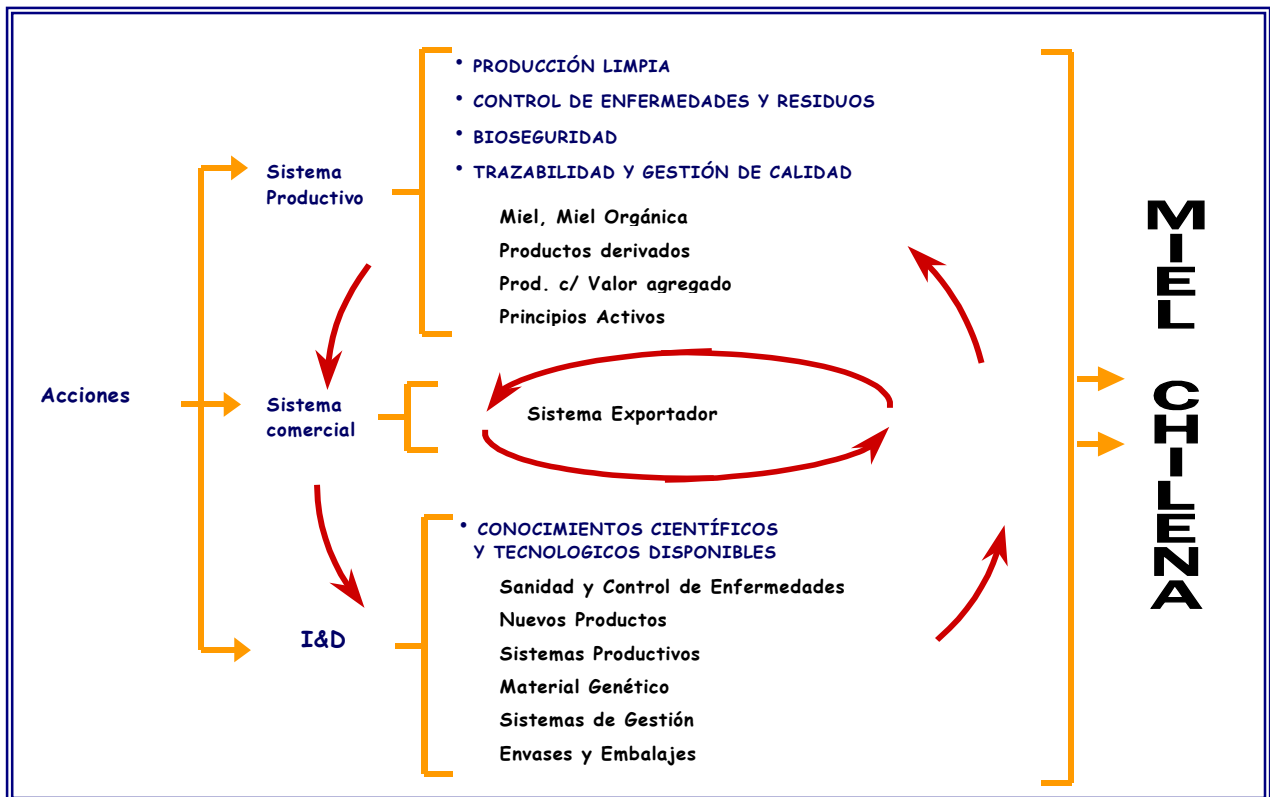 Acciones
Sistema
Productivo
• PRODUCCIÓN LIMPIA
• CONTROL DE ENFERMEDADES Y RESIDUOS
• BIOSEGURIDAD
• TRAZABILIDAD Y GESTIÓN DE CALIDAD
Miel, Miel Orgánica
Productos derivados
Prod. c/ Valor agregado
Principios Activos
Sistema
comercial
Sistema Exportador
I&D
• CONOCIMIENTOS CIENTÍFICOS
Y TECNOLOGICOS DISPONIBLES
Sanidad y Control de Enfermedades
Nuevos Productos
Sistemas Productivos
Material Genético
Sistemas de Gestión
Envases y Embalajes
MIEL CHILENA